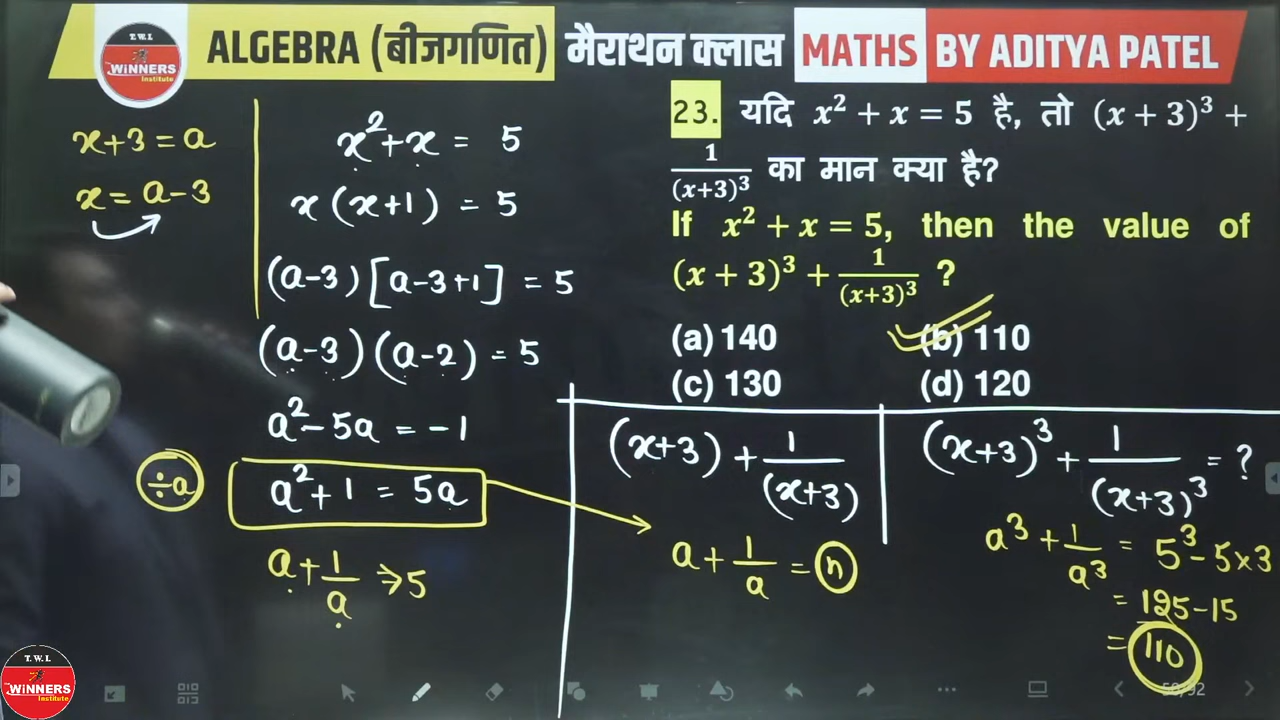 T.W.I.
The WiNNERS
Institute
ALGEBRA (बीजगणित) मैराथन क्लास MATHS BY ADITYA PATEL
x+3 = a
x = a-3
x² + x = 5
x (x+1) = 5
(a-3) [a-3+1] = 5
(a-3) (a-2) = 5
a² - 5a = -1
÷a
a² + 1 = 5a
a + 1/a ⇒ 5
23. यदि x² + x = 5 है, तो (x + 3)³ +
1/(x+3)³ का मान क्या है?
If x² + x = 5, then the value of
(x + 3)³ + 1/(x+3)³ ?
(a) 140 (b) 110
(c) 130 (d) 120
(x+3) + 1/(x+3)
a + 1/a = n
(x+3)³ + 1/(x+3)³ = ?
a³ + 1/a³ = 5³ - 5×3
= 125 - 15
= 110
T.W.I.
The WiNNERS
Institute